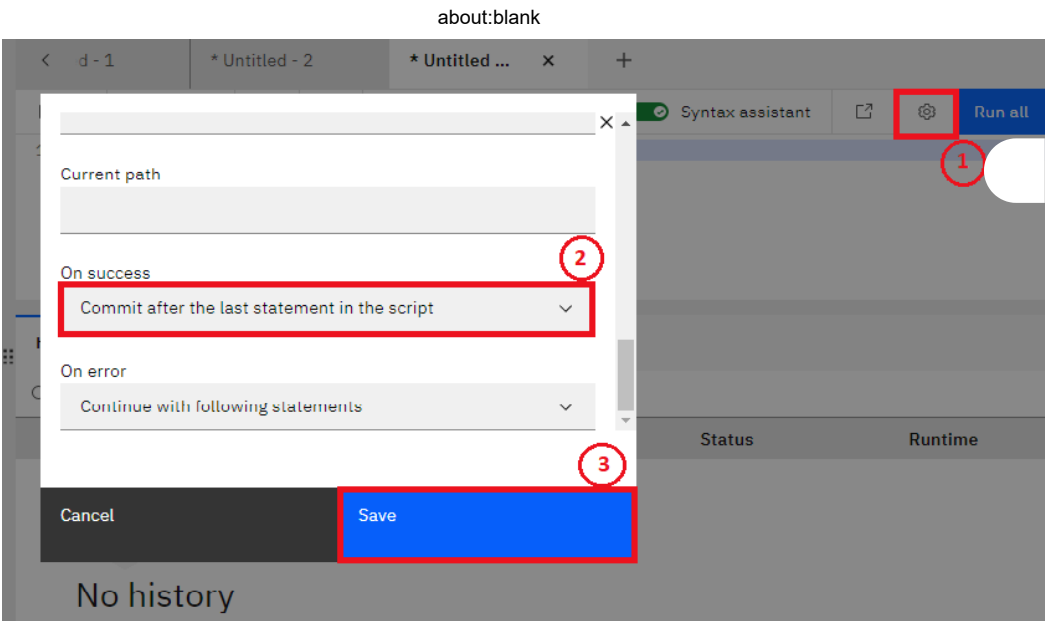 about:blank
d - 1
* Untitled - 2
* Untitled ...
Syntax assistant
Run all
1
Current path
2
On success
Commit after the last statement in the script
On error
Continue with following statements
Status
Runtime
3
Cancel
Save
No history